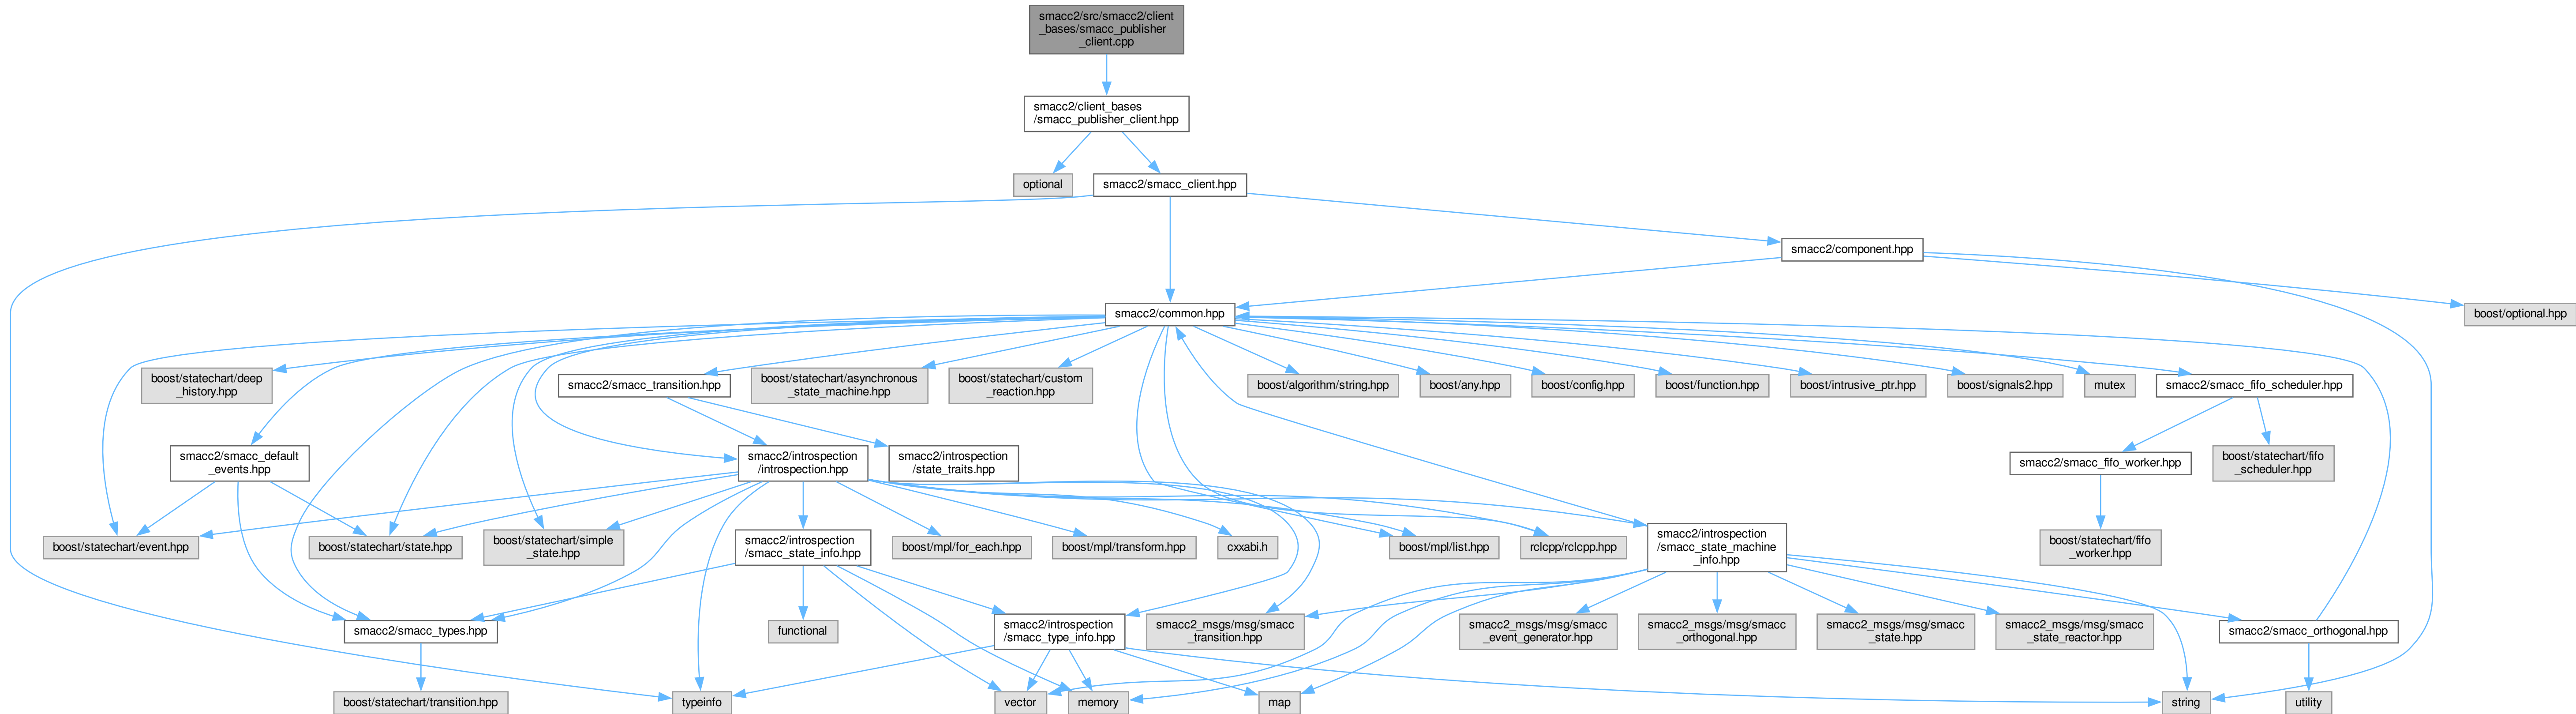 smacc2/src/smacc2/client
_bases/smacc_publisher
_client.cpp
smacc2/client_bases
/smacc_publisher_client.hpp
optional
smacc2/smacc_client.hpp
smacc2/component.hpp
smacc2/common.hpp
boost/optional.hpp
boost/statechart/deep
_history.hpp
smacc2/smacc_transition.hpp
boost/statechart/asynchronous
_state_machine.hpp
boost/statechart/custom
_reaction.hpp
boost/algorithm/string.hpp
boost/any.hpp
boost/config.hpp
boost/function.hpp
boost/intrusive_ptr.hpp
boost/signals2.hpp
mutex
smacc2/smacc_fifo_scheduler.hpp
smacc2/smacc_default
_events.hpp
smacc2/introspection
/introspection.hpp
smacc2/introspection
/state_traits.hpp
smacc2/smacc_fifo_worker.hpp
boost/statechart/fifo
_scheduler.hpp
boost/statechart/event.hpp
boost/statechart/state.hpp
boost/statechart/simple
_state.hpp
smacc2/introspection
/smacc_state_info.hpp
boost/mpl/for_each.hpp
boost/mpl/transform.hpp
cxxabi.h
boost/mpl/list.hpp
rclcpp/rclcpp.hpp
smacc2/introspection
/smacc_state_machine
_info.hpp
boost/statechart/fifo
_worker.hpp
smacc2/smacc_types.hpp
functional
smacc2/introspection
/smacc_type_info.hpp
smacc2_msgs/msg/smacc
_transition.hpp
smacc2_msgs/msg/smacc
_event_generator.hpp
smacc2_msgs/msg/smacc
_orthogonal.hpp
smacc2_msgs/msg/smacc
_state.hpp
smacc2_msgs/msg/smacc
_state_reactor.hpp
smacc2/smacc_orthogonal.hpp
boost/statechart/transition.hpp
typeinfo
vector
memory
map
string
utility